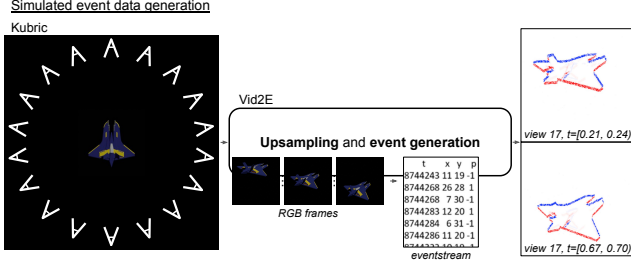 Simulated event data generation
Kubric
Vid2E
Upsampling and event generation
RGB frames
t x y p
8744243 11 19 -1
8744268 26 28 1
8744268 7 30 -1
8744283 12 20 1
8744284 6 31 -1
8744286 11 20 -1
eventstream
view 17, t=[0.21, 0.24)
view 17, t=[0.67, 0.70)